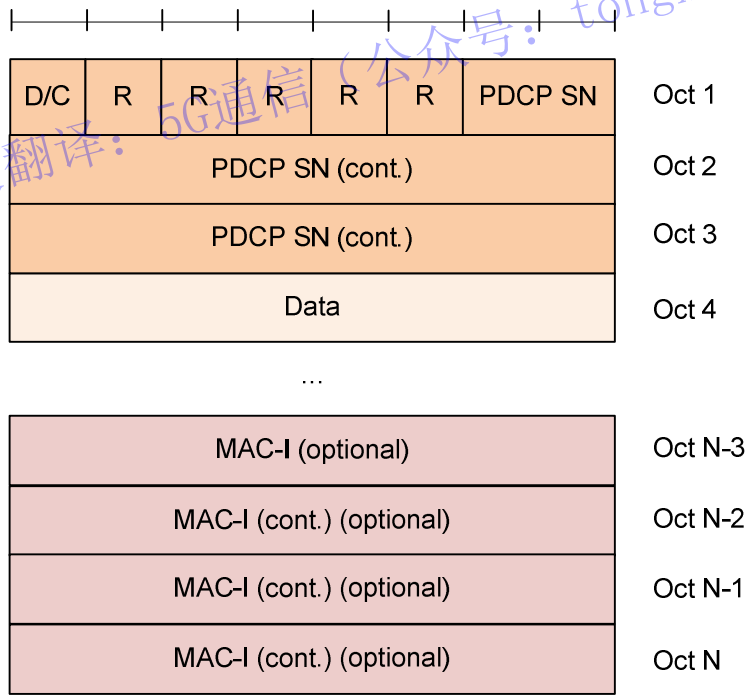 D/C R R R R R PDCP SN Oct 1
PDCP SN (cont.) Oct 2
PDCP SN (cont.) Oct 3
Data Oct 4
...
MAC-I (optional) Oct N-3
MAC-I (cont.) (optional) Oct N-2
MAC-I (cont.) (optional) Oct N-1
MAC-I (cont.) (optional) Oct N
翻译：5G通信（公众号：